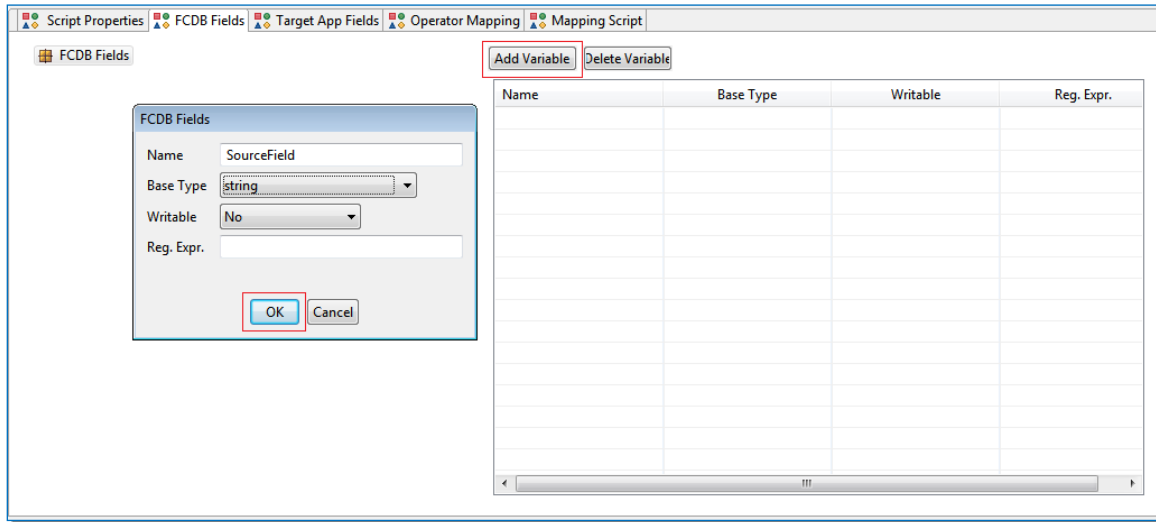 Script Properties FCDB Fields Target App Fields Operator Mapping Mapping Script
FCDB Fields
Add Variable Delete Variable
Name Base Type Writable Reg. Expr.
FCDB Fields
Name SourceField
Base Type string
Writable No
Reg. Expr.
OK Cancel